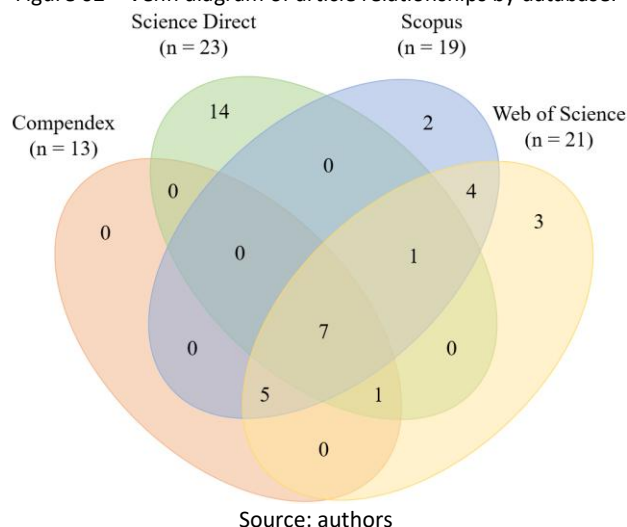 Science Direct
(n = 23)
Scopus
(n = 19)
Compendex
(n = 13)
Web of Science
(n = 21)
14
2
0
0
4
3
0
0
1
7
0
0
5
1
0
Source: authors